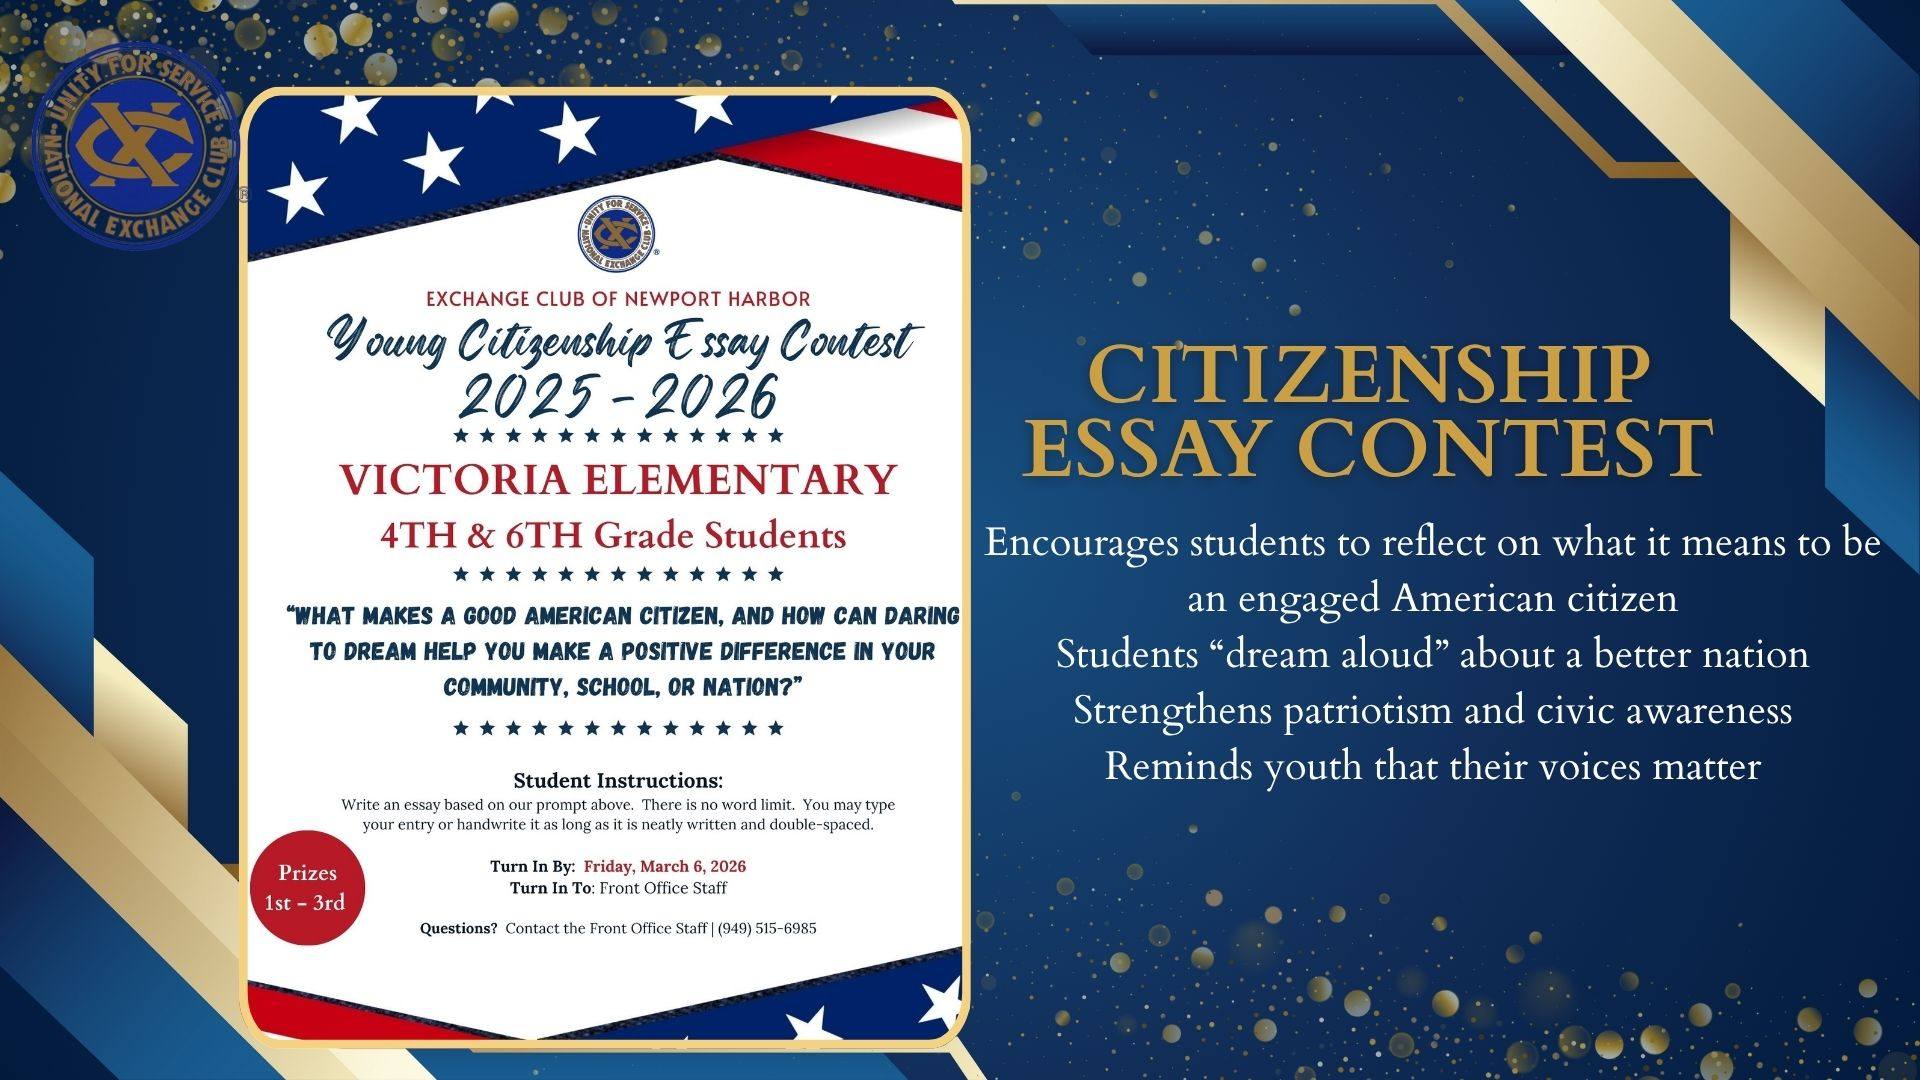 UNITY FOR SERVICE
NATIONAL EXCHANGE CLUB
®
UNITY FOR SERVICE
NATIONAL EXCHANGE CLUB
®
EXCHANGE CLUB OF NEWPORT HARBOR
Young Citizenship Essay Contest
2025 - 2026
VICTORIA ELEMENTARY
4TH & 6TH Grade Students
“WHAT MAKES A GOOD AMERICAN CITIZEN, AND HOW CAN DARING
TO DREAM HELP YOU MAKE A POSITIVE DIFFERENCE IN YOUR
COMMUNITY, SCHOOL, OR NATION?”
Student Instructions:
Write an essay based on our prompt above. There is no word limit. You may type
your entry or handwrite it as long as it is neatly written and double-spaced.
Prizes
1st - 3rd
Turn In By: Friday, March 6, 2026
Turn In To: Front Office Staff
Questions? Contact the Front Office Staff | (949) 515-6985
CITIZENSHIP
ESSAY CONTEST
Encourages students to reflect on what it means to be
an engaged American citizen
Students “dream aloud” about a better nation
Strengthens patriotism and civic awareness
Reminds youth that their voices matter